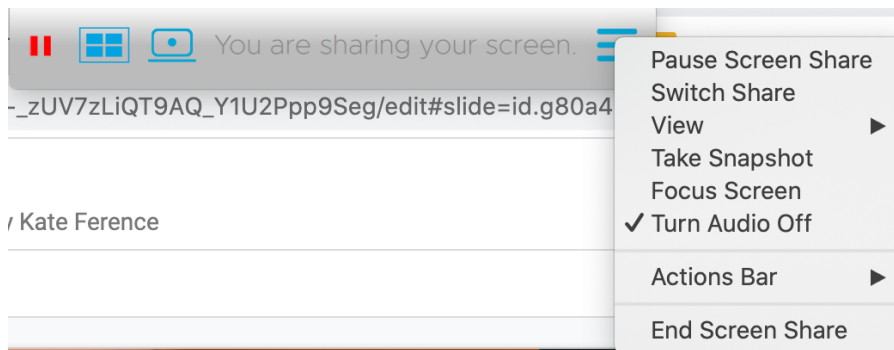 You are sharing your screen.
-_zUV7zLiQT9AQ_Y1U2Ppp9Seg/edit#slide=id.g80a4
Kate Ference
Pause Screen Share
Switch Share
View
Take Snapshot
Focus Screen
✓ Turn Audio Off
Actions Bar
End Screen Share